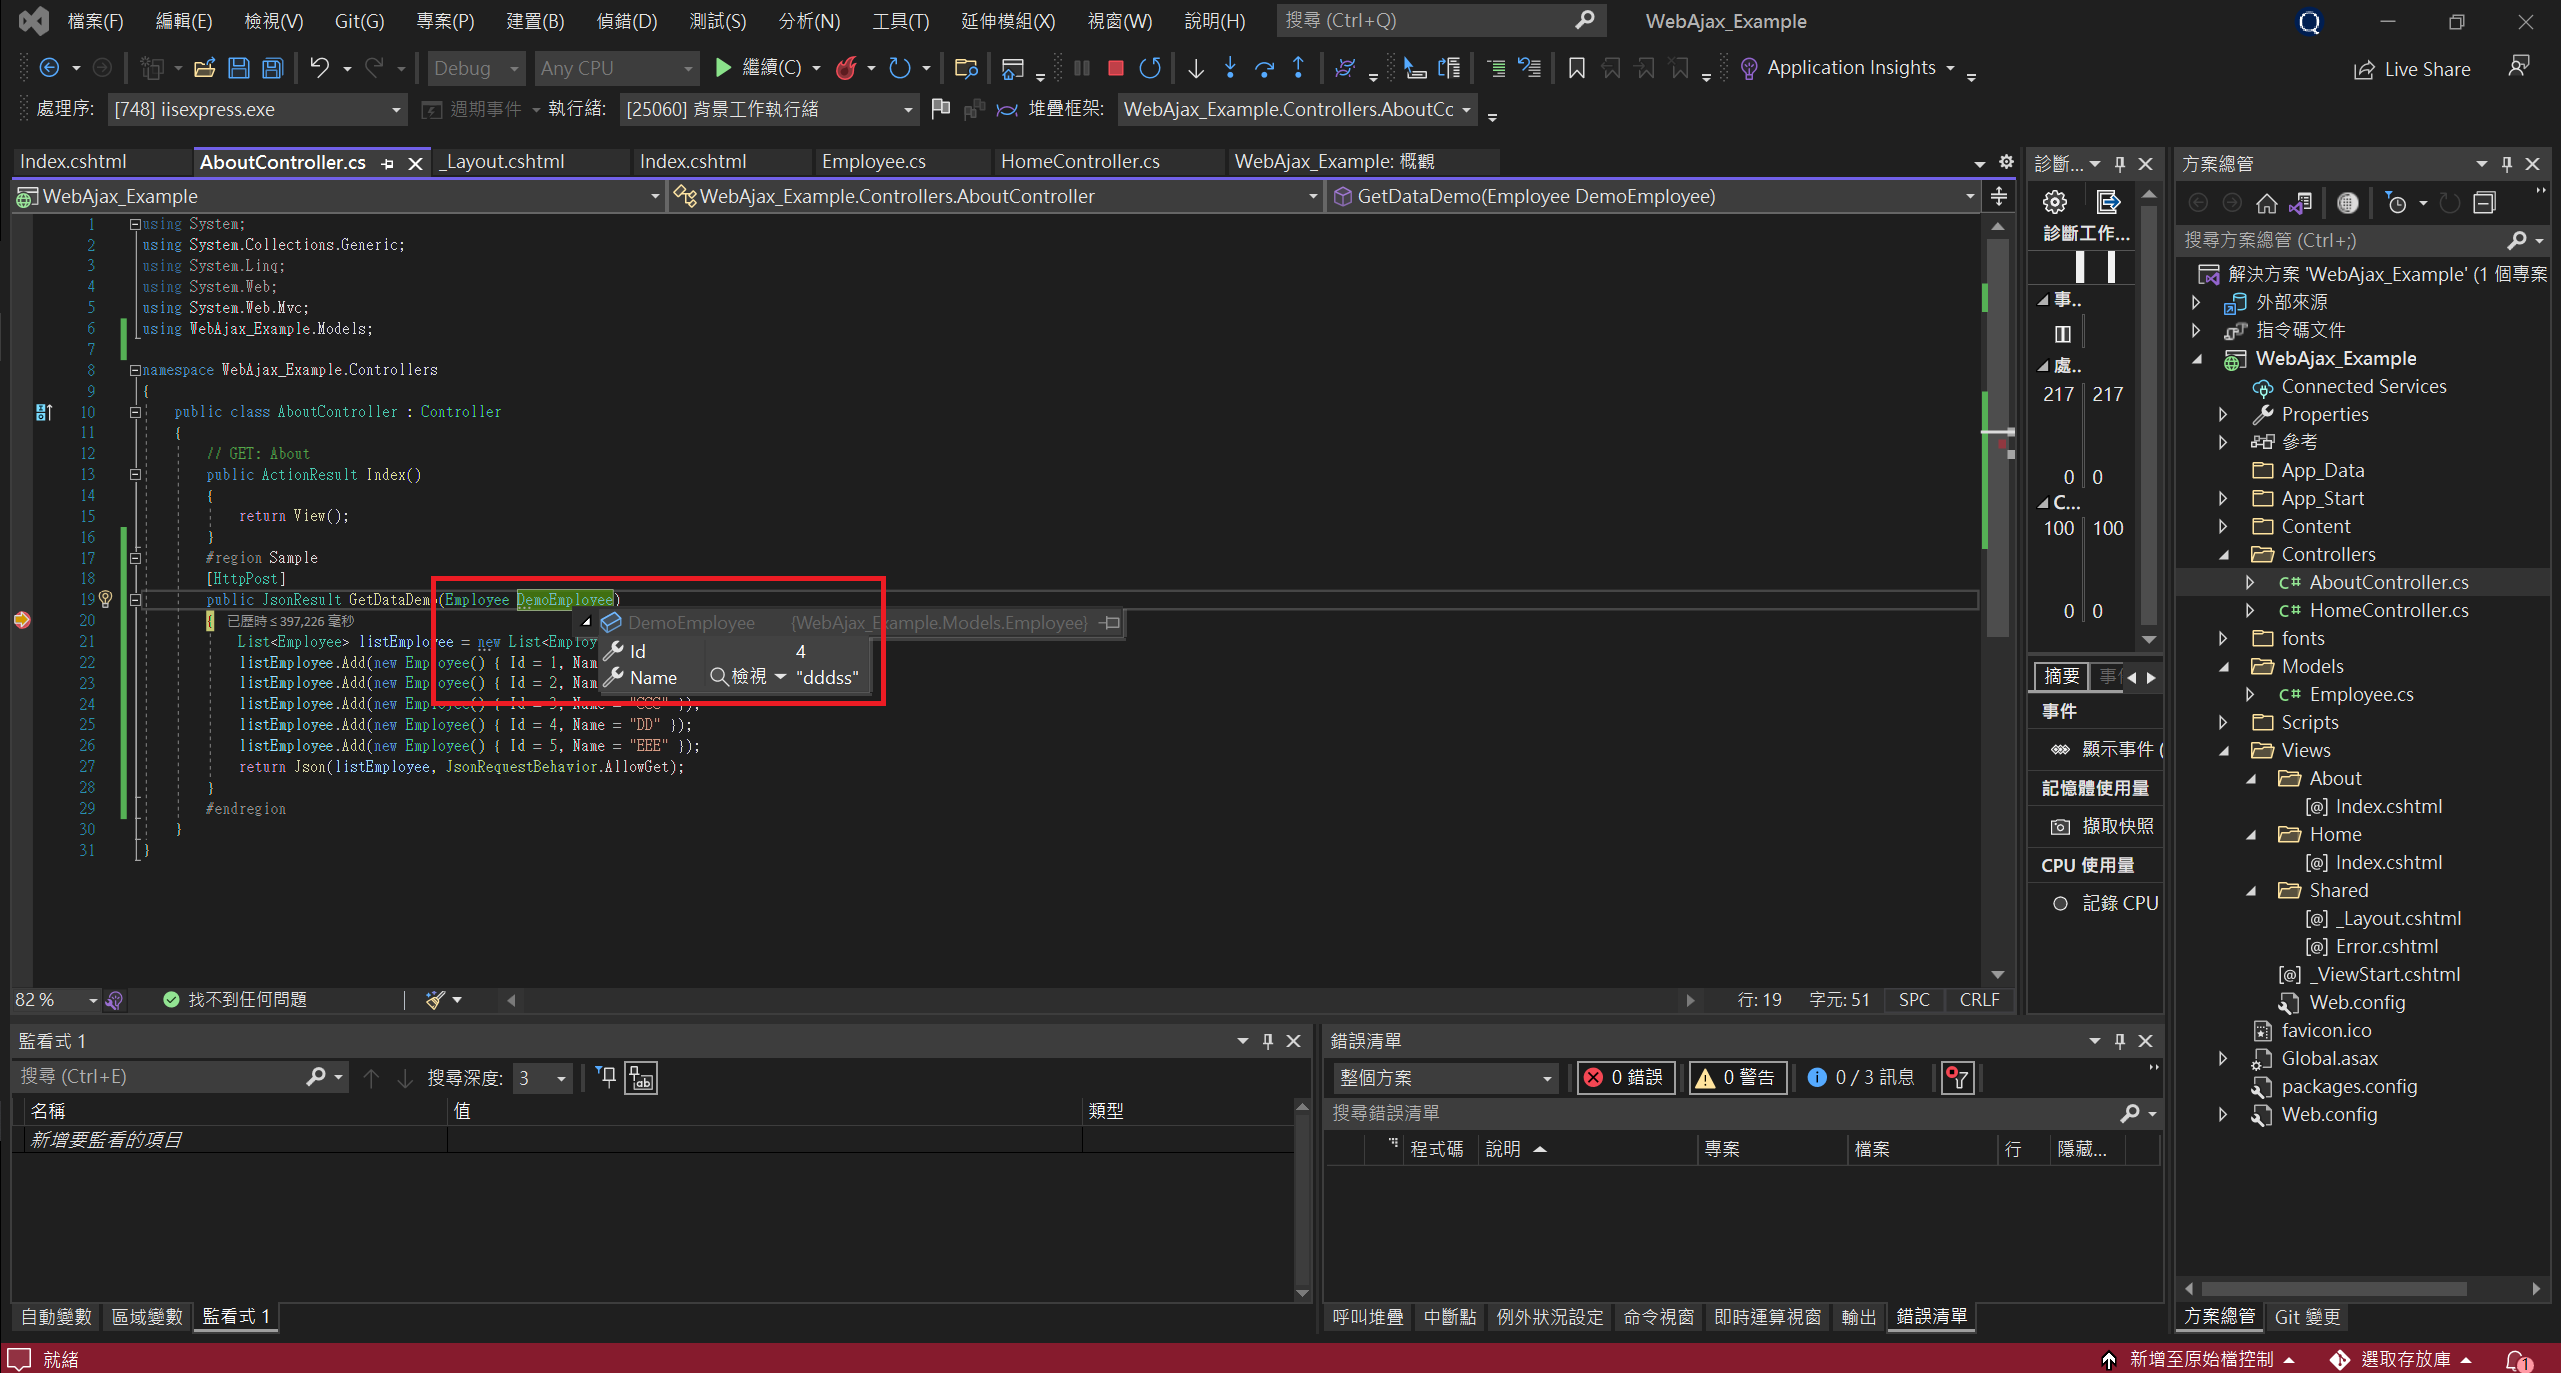 檔案(F) 編輯(E) 檢視(V) Git(G) 專案(P) 建置(B) 偵錯(D) 測試(S) 分析(N) 工具(T) 延伸模組(X) 視窗(W) 說明(H) 搜尋 (Ctrl+Q) WebAjax_Example Q
Debug Any CPU 繼續(C) Application Insights Live Share
處理序: [748] iisexpress.exe 週期事件 執行緒: [25060] 背景工作執行緒 堆疊框架: WebAjax_Example.Controllers.AboutCc
Index.cshtml AboutController.cs _Layout.cshtml Index.cshtml Employee.cs HomeController.cs WebAjax_Example: 概觀
WebAjax_Example WebAjax_Example.Controllers.AboutController GetDataDemo(Employee DemoEmployee)
1 using System;
2 using System.Collections.Generic;
3 using System.Linq;
4 using System.Web;
5 using System.Web.Mvc;
6 using WebAjax_Example.Models;
7
8 namespace WebAjax_Example.Controllers
9 {
10 public class AboutController : Controller
11 {
12 // GET: About
13 public ActionResult Index()
14 {
15 return View();
16 }
17 #region Sample
18 [HttpPost]
19 public JsonResult GetDataDemo(Employee DemoEmployee)
20 { 已歷時 ≤ 397,226 毫秒
21 List<Employee> listEmployee = new List<Employ
22 listEmployee.Add(new Employee() { Id = 1, Nam
23 listEmployee.Add(new Employee() { Id = 2, Nam
24 listEmployee.Add(new Employee() { Id = 3, Name = "CCC" });
25 listEmployee.Add(new Employee() { Id = 4, Name = "DD" });
26 listEmployee.Add(new Employee() { Id = 5, Name = "EEE" });
27 return Json(listEmployee, JsonRequestBehavior.AllowGet);
28 }
29 #endregion
30 }
31 }
DemoEmployee {WebAjax_Example.Models.Employee}
Id 4
Name 檢視 "dddss"
82 % 找不到任何問題 行: 19 字元: 51 SPC CRLF
診斷...
診斷工作...
事..
處..
217 217
0 0
C...
100 100
0 0
摘要 事
事件
顯示事件 (
記憶體使用量
擷取快照
CPU 使用量
記錄 CPU
方案總管
搜尋方案總管 (Ctrl+;)
解決方案 'WebAjax_Example' (1 個專案
外部來源
指令碼文件
WebAjax_Example
Connected Services
Properties
參考
App_Data
App_Start
Content
Controllers
C# AboutController.cs
C# HomeController.cs
fonts
Models
C# Employee.cs
Scripts
Views
About
[@] Index.cshtml
Home
[@] Index.cshtml
Shared
[@] _Layout.cshtml
[@] Error.cshtml
[@] _ViewStart.cshtml
Web.config
favicon.ico
Global.asax
packages.config
Web.config
方案總管 Git 變更
監看式 1
搜尋 (Ctrl+E) 搜尋深度: 3
名稱 值 類型
新增要監看的項目
自動變數 區域變數 監看式 1
錯誤清單
整個方案 0 錯誤 0 警告 0 / 3 訊息
搜尋錯誤清單
程式碼 說明 專案 檔案 行 隱藏...
呼叫堆疊 中斷點 例外狀況設定 命令視窗 即時運算視窗 輸出 錯誤清單
就緒 新增至原始檔控制 選取存放庫 1